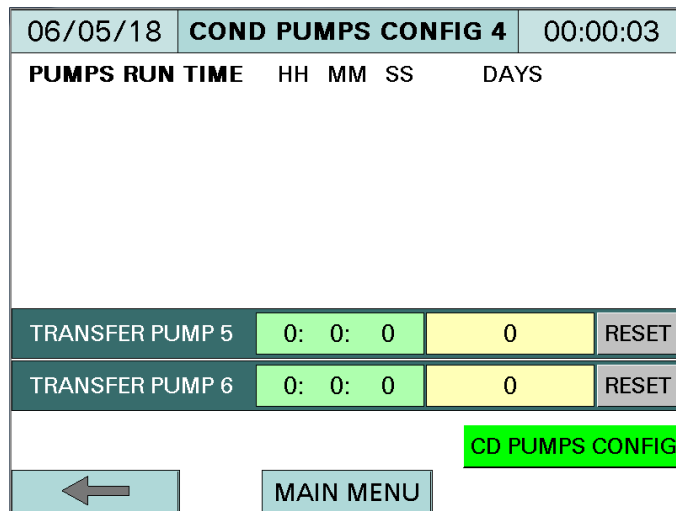 06/05/18 COND PUMPS CONFIG 4 00:00:03
PUMPS RUN TIME HH MM SS DAYS
TRANSFER PUMP 5 0: 0: 0 0 RESET
TRANSFER PUMP 6 0: 0: 0 0 RESET
CD PUMPS CONFIG
MAIN MENU